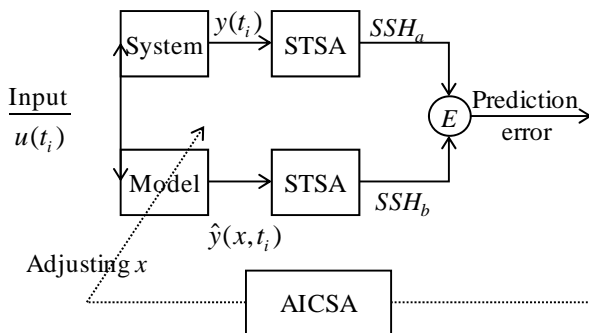 y(t_i)
SSH_a
System
STSA
Input
u(t_i)
E
Prediction
error
Model
STSA
SSH_b
ŷ(x, t_i)
Adjusting x
AICSA